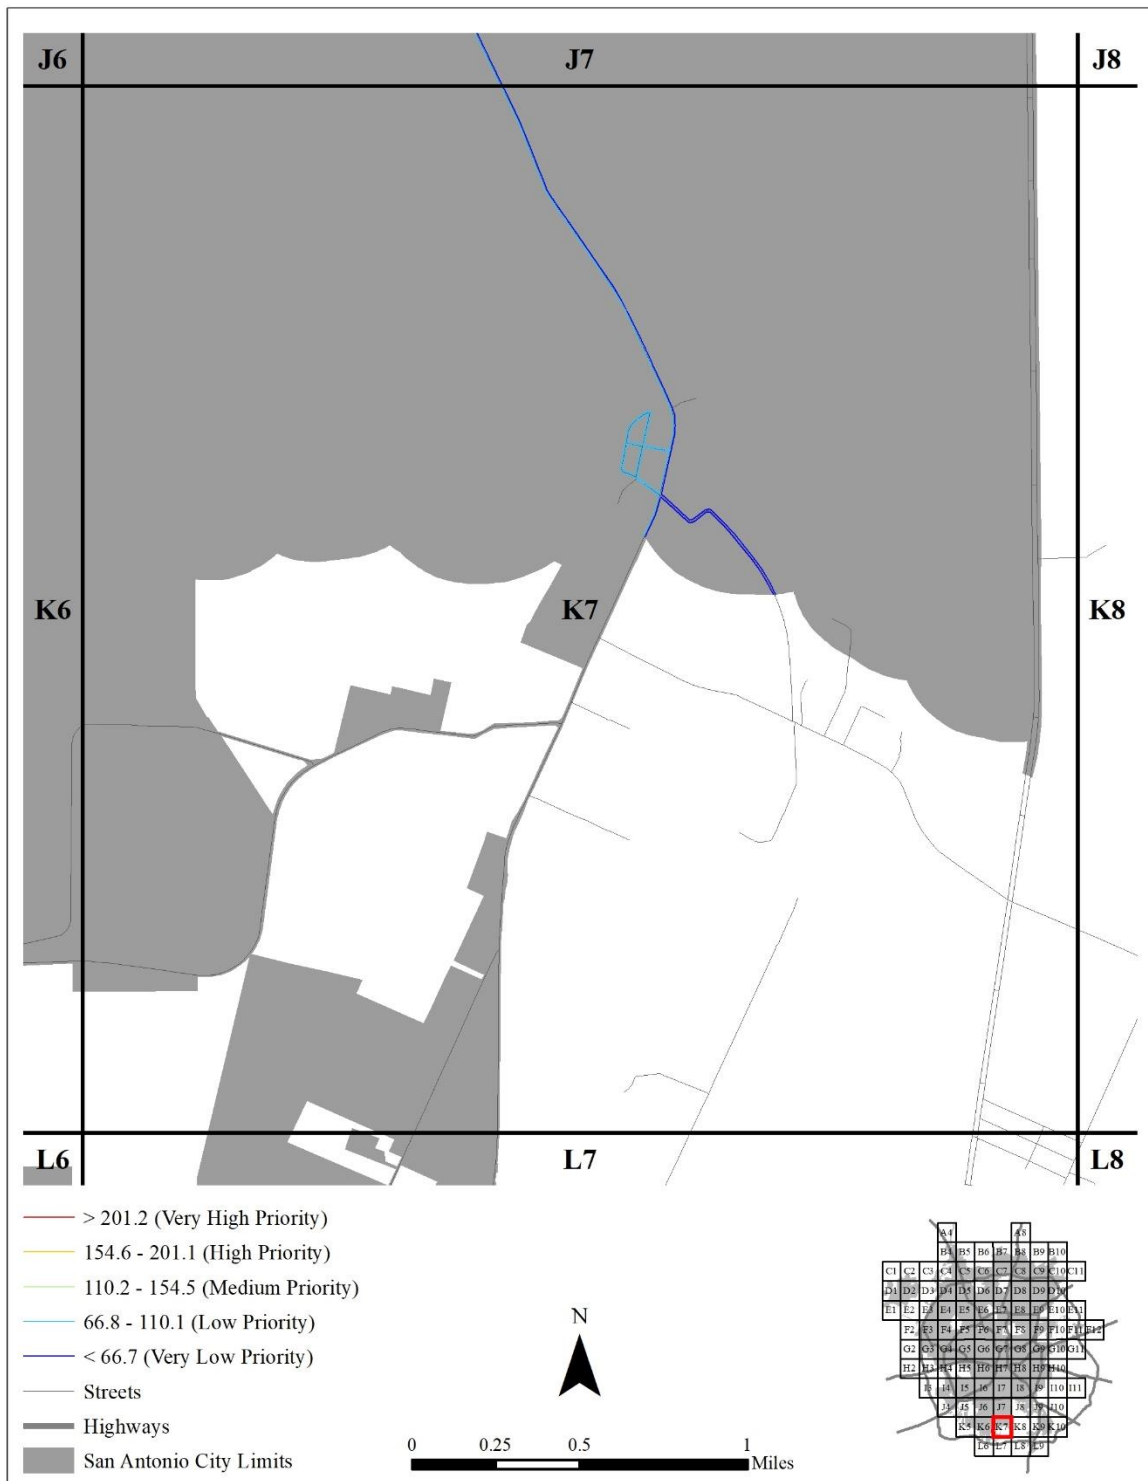 J6 J7 J8
K6 K7 K8
L6 L7 L8
> 201.2 (Very High Priority)
154.6 - 201.1 (High Priority)
110.2 - 154.5 (Medium Priority)
66.8 - 110.1 (Low Priority)
< 66.7 (Very Low Priority)
Streets
Highways
San Antonio City Limits
N
0 0.25 0.5 1
Miles
A4 A8
B4 B5 B6 B7 B8 B9 B10
C1 C2 C3 C4 C5 C6 C7 C8 C9 C10 C11
D1 D2 D3 D4 D5 D6 D7 D8 D9 D10
E1 E2 E3 E4 E5 E6 E7 E8 E9 E10 E11
F2 F3 F4 F5 F6 F7 F8 F9 F10 F11 F12
G2 G3 G4 G5 G6 G7 G8 G9 G10 G11
H2 H3 H4 H5 H6 H7 H8 H9 H10
I3 I4 I5 I6 I7 I8 I9 I10 I11
J4 J5 J6 J7 J8 J9 J10
K5 K6 K7 K8 K9 K10
L6 L7 L8 L9